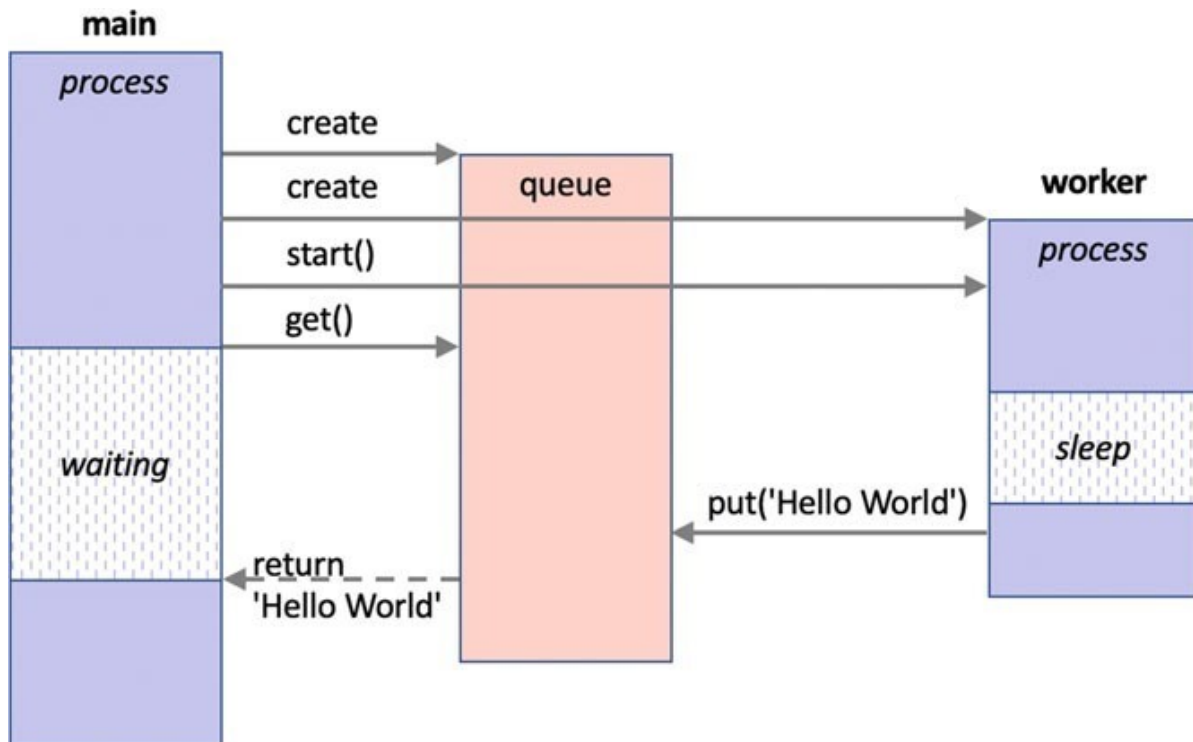 main
process
create
queue
create
worker
process
start()
get()
waiting
sleep
put('Hello World')
return
'Hello World'